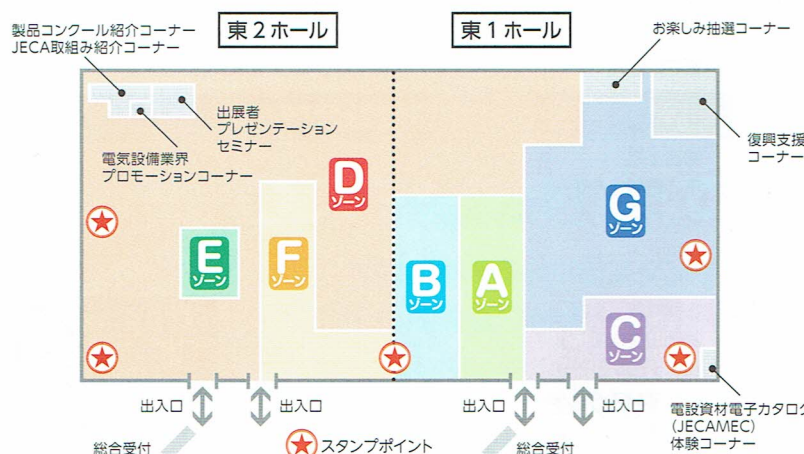 製品コンクール紹介コーナー
JECA取組み紹介コーナー
東2ホール
東1ホール
お楽しみ抽選コーナー
出展者
プレゼンテーション
セミナー
電気設備業界
プロモーションコーナー
復興支援
コーナー
D
ゾーン
G
ゾーン
E
ゾーン
F
ゾーン
B
ゾーン
A
ゾーン
C
ゾーン
出入口
出入口
出入口
出入口
総合受付
スタンプポイント
総合受付
電設資材電子カタログ
(JECAMEC)
体験コーナー